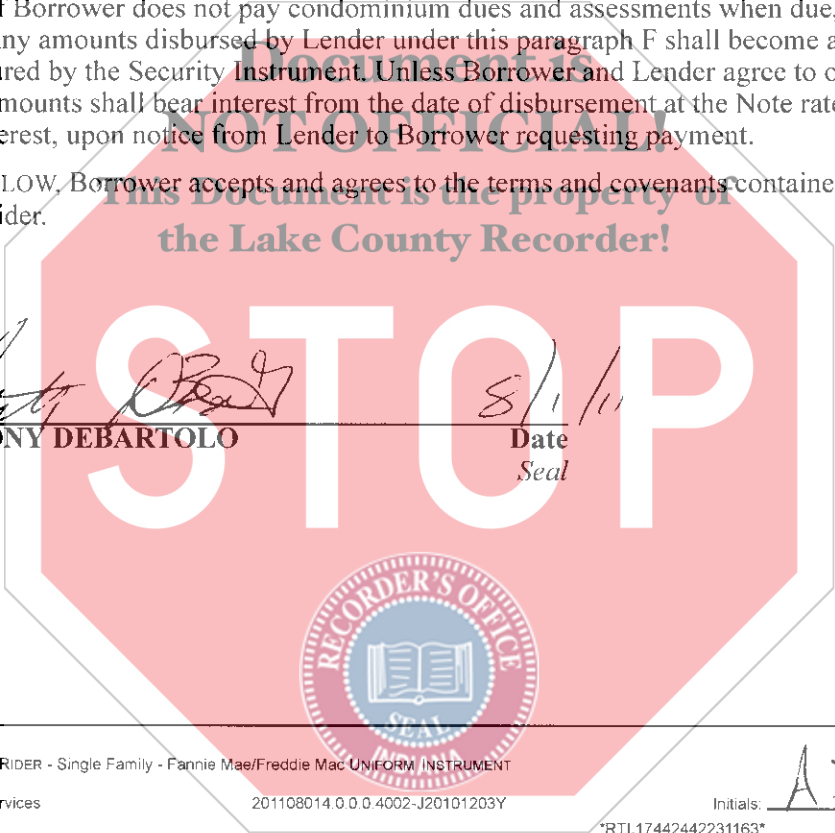 f Borrower does not pay condominium dues and assessments when due,
ny amounts disbursed by Lender under this paragraph F shall become a
Document is
ured by the Security Instrument. Unless Borrower and Lender agree to o
mounts shall bear interest from the date of disbursement at the Note rate
NOT OFFICIAL!
erest, upon notice from Lender to Borrower requesting payment.
LOW, Borrower accepts and agrees to the terms and covenants containe
This Document is the property of
ider.
the Lake County Recorder!
STOP
8/1/11
ONY DEBARTOLO Date
Seal
RECORDER'S OFFICE
SEAL
INDIANA
RIDER - Single Family - Fannie Mae/Freddie Mac UNIFORM INSTRUMENT
rvices 201108014.0.0.0.4002-J20101203Y Initials: A
*RTL17442442231163*